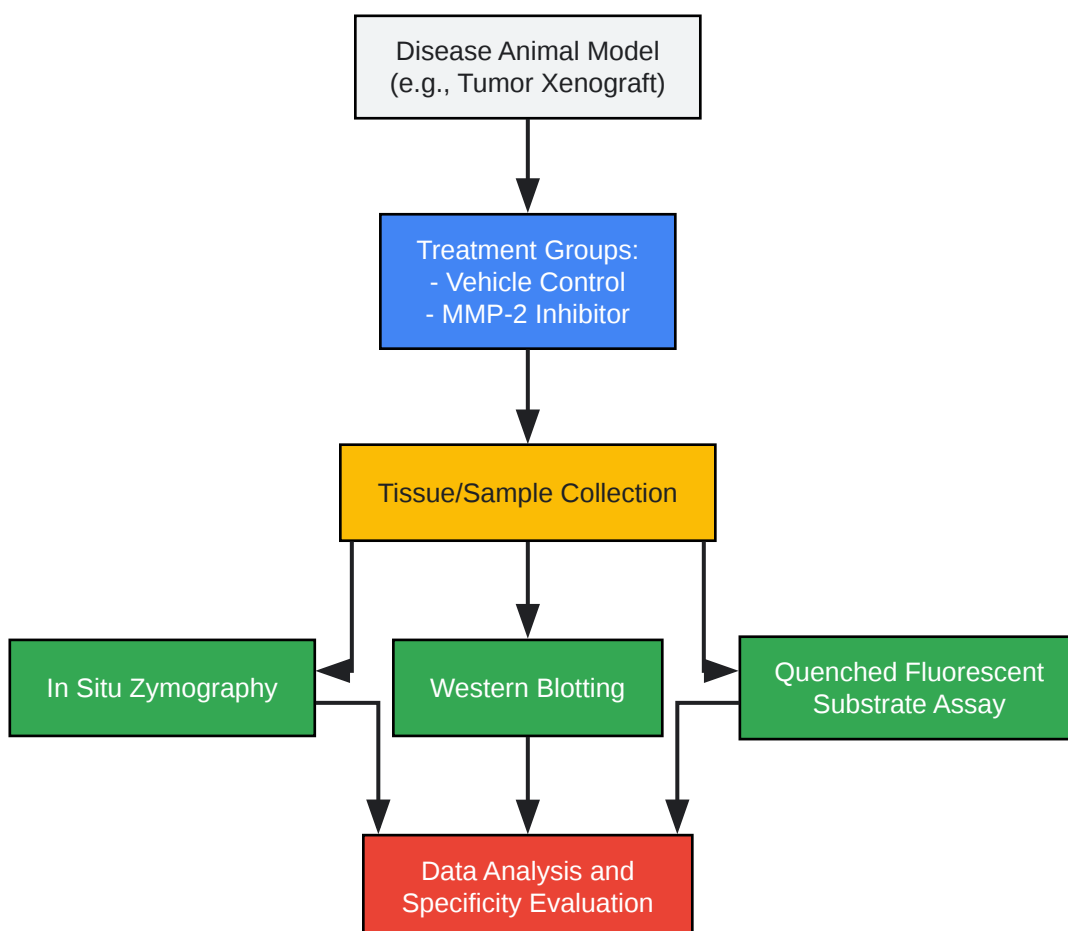 Disease Animal Model
(e.g., Tumor Xenograft)
Treatment Groups:
- Vehicle Control
- MMP-2 Inhibitor
Tissue/Sample Collection
In Situ Zymography
Western Blotting
Quenched Fluorescent
Substrate Assay
Data Analysis and
Specificity Evaluation